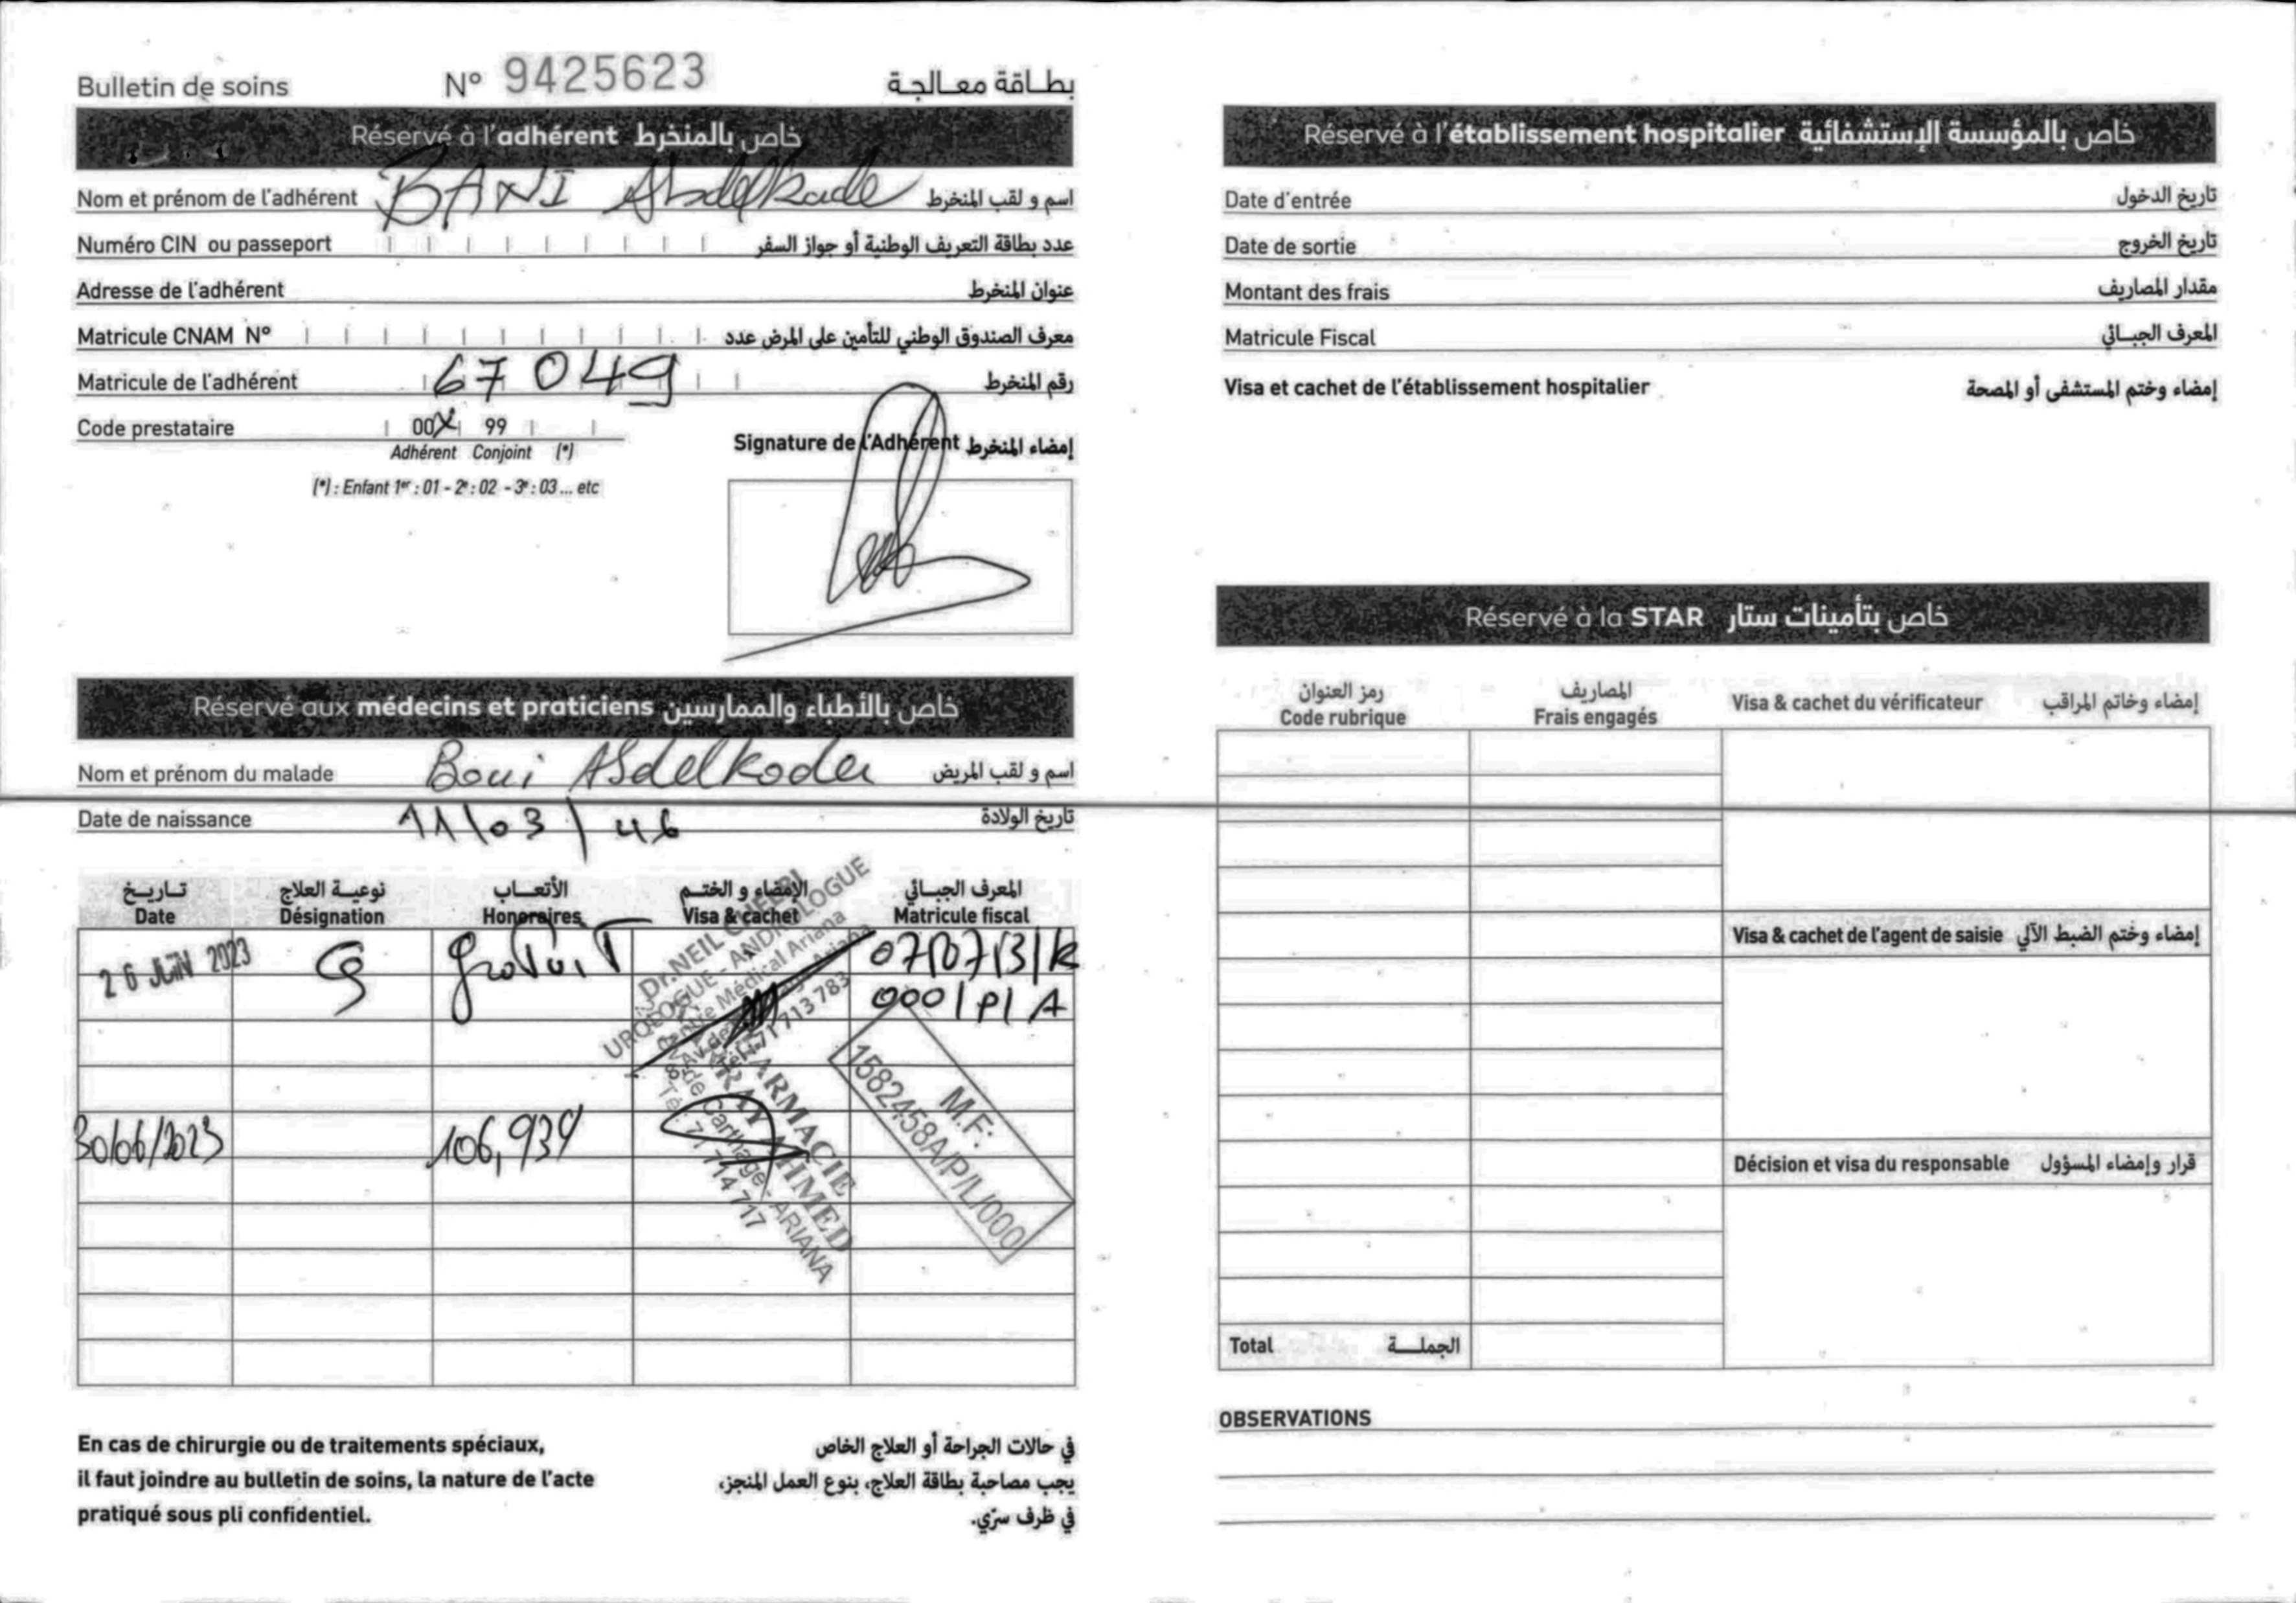 Bulletin de soins N° 9425623 بطاقة معالجة
Réservé à l'adhérent خاص بالمنخرط
Nom et prénom de l'adhérent BANI Abdelkade اسم و لقب المنخرط
Numéro CIN ou passeport عدد بطاقة التعريف الوطنية أو جواز السفر
Adresse de l'adhérent عنوان المنخرط
Matricule CNAM N° معرف الصندوق الوطني للتأمين على المرض عدد
Matricule de l'adhérent 67049 رقم المنخرط
Code prestataire 00X 99
Adhérent Conjoint (*)
(*) : Enfant 1er : 01 - 2e : 02 - 3e : 03 ... etc
Signature de l'Adhérent إمضاء المنخرط
Réservé aux médecins et praticiens خاص بالأطباء والممارسين
Nom et prénom du malade Bani Abdelkader اسم و لقب المريض
Date de naissance 11/03/46 تاريخ الولادة
تاريخ نوعية العلاج الأتعاب الإمضاء و الختم المعرف الجبائي
Date Désignation Honoraires Visa & cachet Matricule fiscal
26 JUIN 2023 gratuit
000/P/A
Dr. NEIL
UROLOGUE - ANDROLOGUE
Centre Médical Ariana
71 713 783
30/06/2023 106,934
PHARMACIE
RAY AHMED
de Carthage - ARIANA
Tél: 71 714 717
M.F:
1582458A/P/L/000
En cas de chirurgie ou de traitements spéciaux,
il faut joindre au bulletin de soins, la nature de l'acte
pratiqué sous pli confidentiel.
في حالات الجراحة أو العلاج الخاص
يجب مصاحبة بطاقة العلاج، بنوع العمل المنجز،
في ظرف سرّي.
Réservé à l'établissement hospitalier خاص بالمؤسسة الإستشفائية
Date d'entrée تاريخ الدخول
Date de sortie تاريخ الخروج
Montant des frais مقدار المصاريف
Matricule Fiscal المعرف الجبائي
Visa et cachet de l'établissement hospitalier إمضاء وختم المستشفى أو المصحة
Réservé à la STAR خاص بتأمينات ستار
رمز العنوان المصاريف
Code rubrique Frais engagés Visa & cachet du vérificateur إمضاء وخاتم المراقب
Visa & cachet de l'agent de saisie إمضاء وختم الضبط الآلي
Décision et visa du responsable قرار وإمضاء المسؤول
Total الجملة
OBSERVATIONS